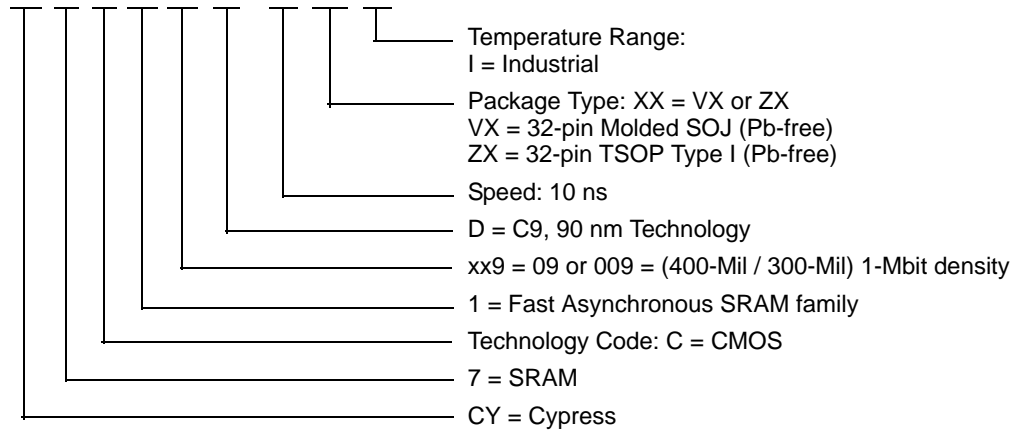 Temperature Range:
I = Industrial
Package Type: XX = VX or ZX
VX = 32-pin Molded SOJ (Pb-free)
ZX = 32-pin TSOP Type I (Pb-free)
Speed: 10 ns
D = C9, 90 nm Technology
xx9 = 09 or 009 = (400-Mil / 300-Mil) 1-Mbit density
1 = Fast Asynchronous SRAM family
Technology Code: C = CMOS
7 = SRAM
CY = Cypress